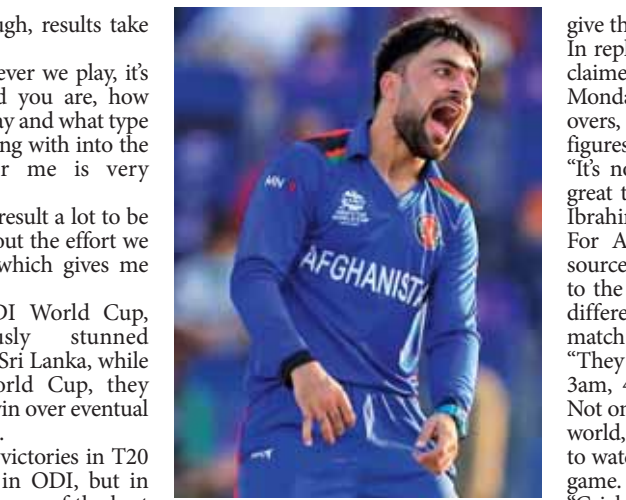 ugh, results take
ever we play, it's
d you are, how
ay and what type
ng with into the
r me is very
result a lot to be
out the effort we
which gives me
DI World Cup,
usly stunned
Sri Lanka, while
orld Cup, they
win over eventual
.
victories in T20
in ODI, but in
AFGHANIST
give th
In repl
claime
Monda
overs,
figures
"It's no
great t
Ibrahin
For A
source
to the
differe
match
"They
3am, 4
Not on
world,
to wat
game.